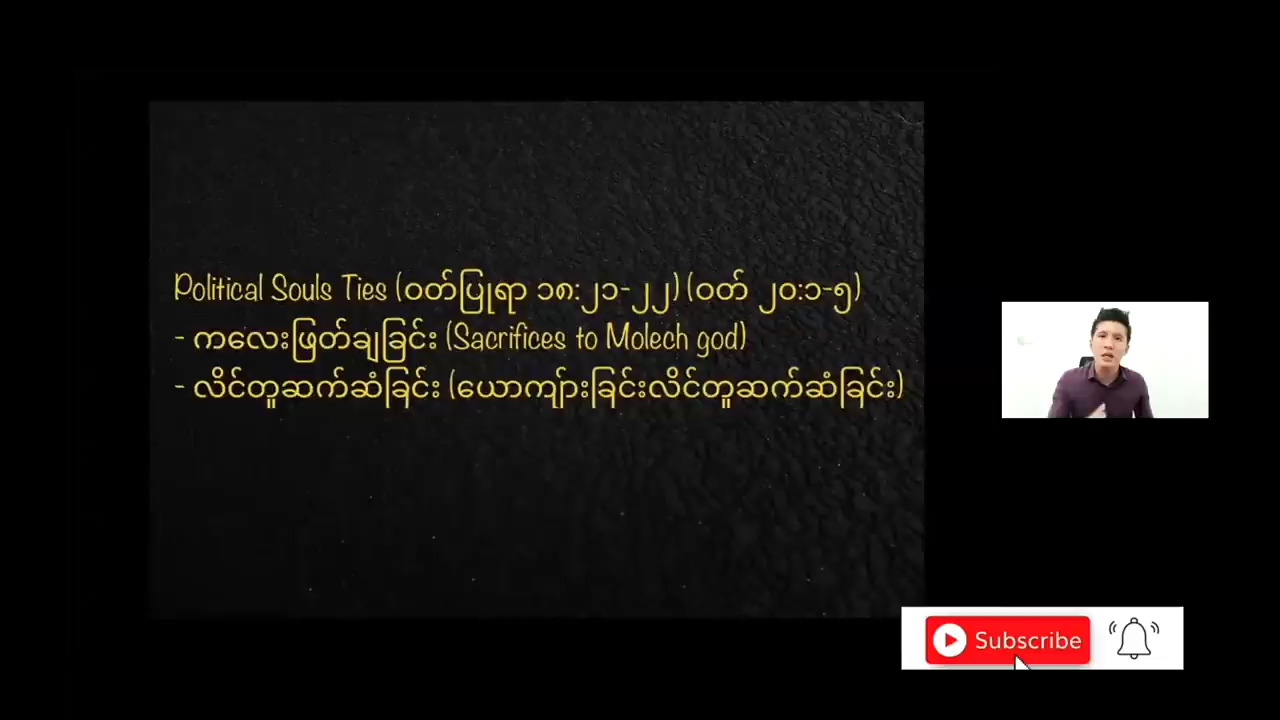 Political Souls Ties (ဝတ်ပြုရာ ၁၈:၂၁-၂၂) (ဝတ် ၂၀:၁-၅)
- ကလေးဖြတ်ချခြင်း (Sacrifices to Molech god)
- လိင်တူဆက်ဆံခြင်း (ယောကျ်ားခြင်းလိင်တူဆက်ဆံခြင်း)
Subscribe